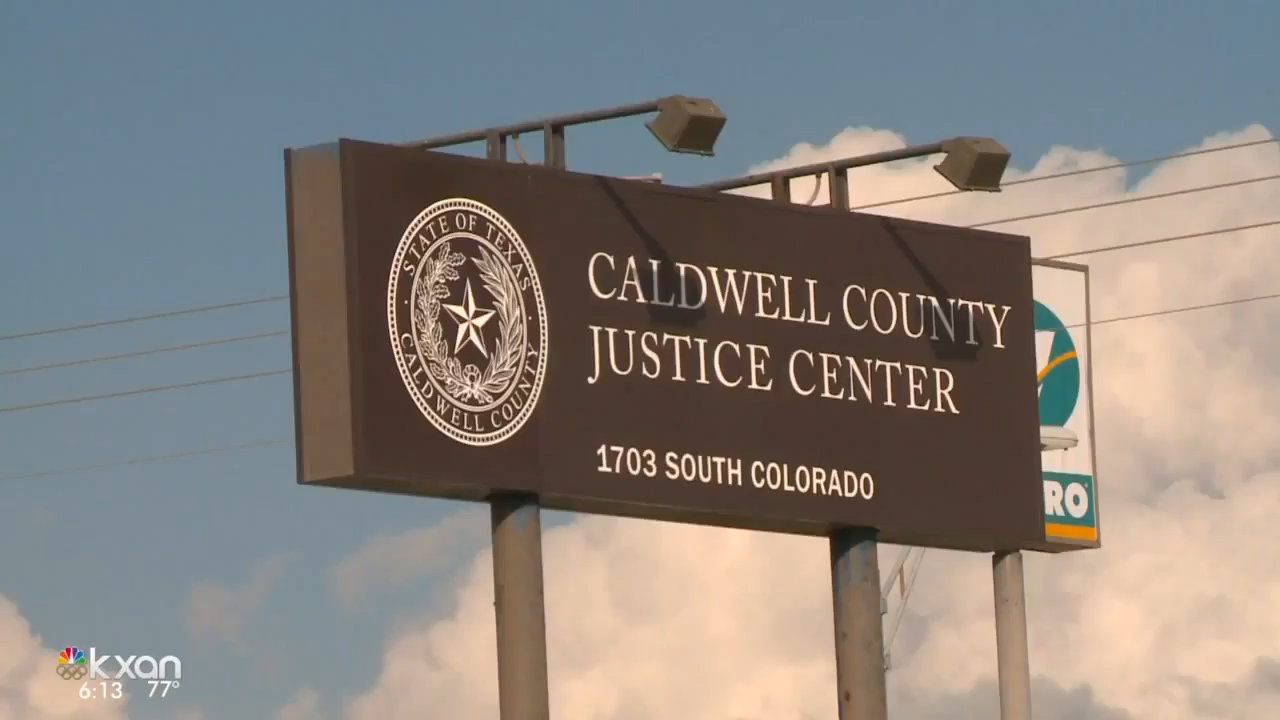 STATE OF TEXAS
CALDWELL COUNTY
CALDWELL COUNTY
JUSTICE CENTER
1703 SOUTH COLORADO
RO
kxan
6:13 77°